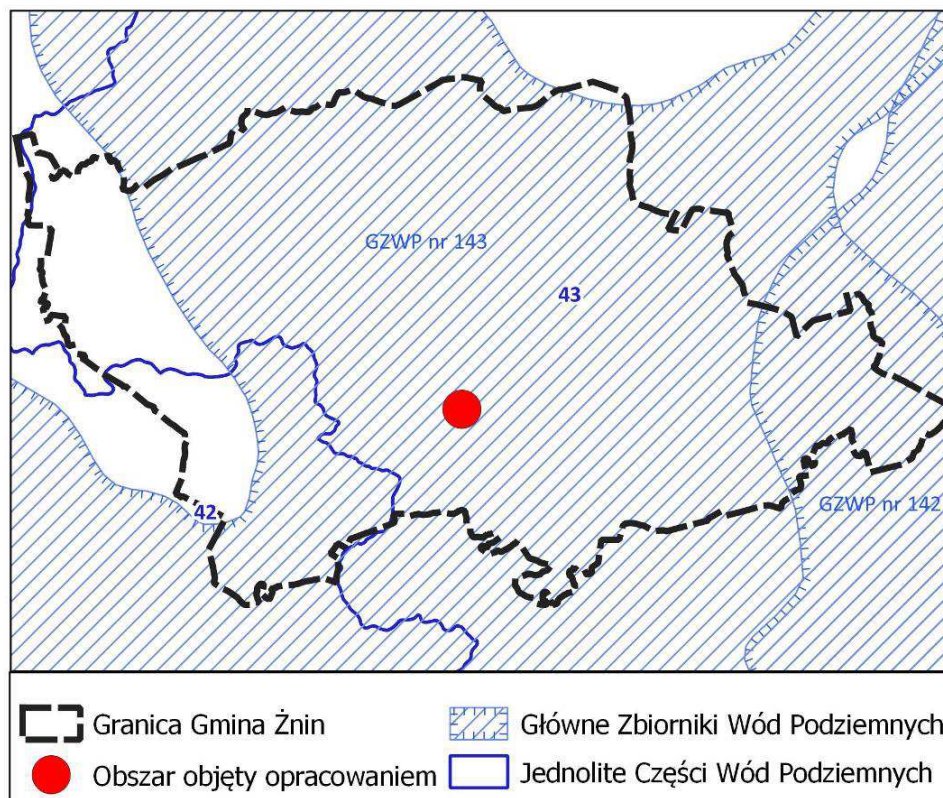 GZWP nr 143
43
42
GZWP nr 142
Granica Gmina Żnin
Główne Zbiorniki Wód Podziemnych
Obszar objęty opracowaniem
Jednolite Części Wód Podziemnych